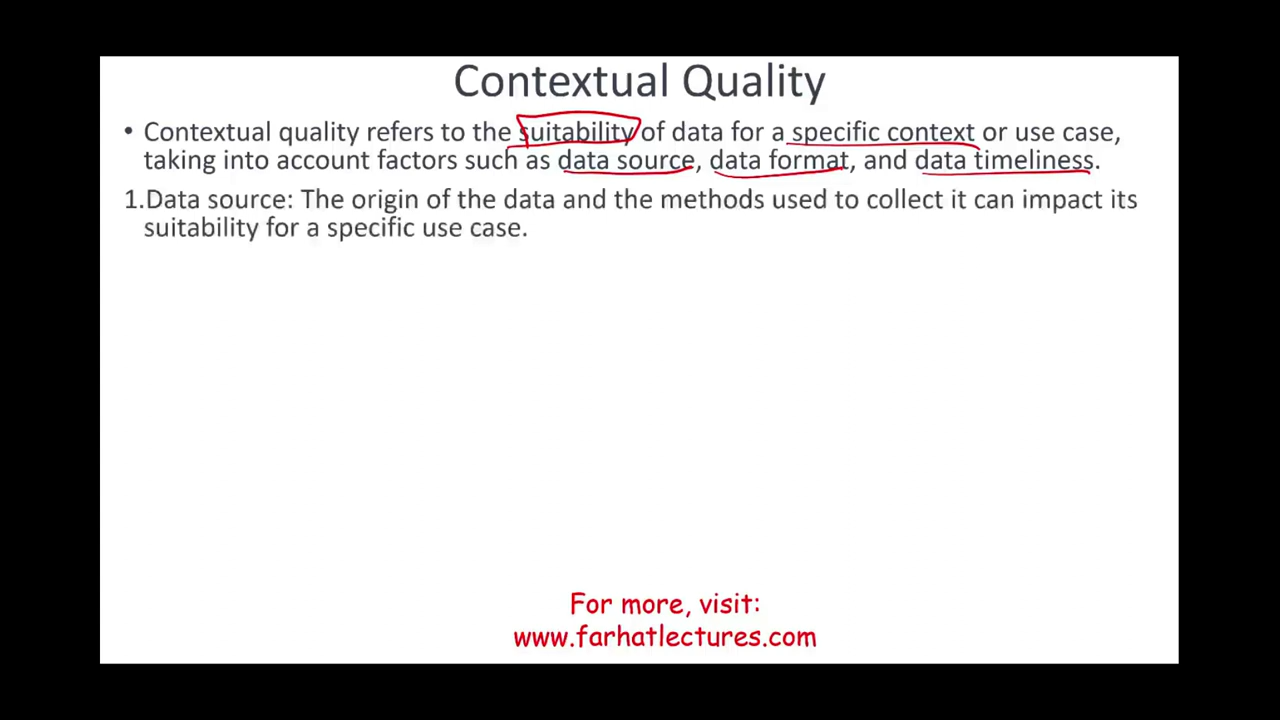 Contextual Quality
• Contextual quality refers to the suitability of data for a specific context or use case,
taking into account factors such as data source, data format, and data timeliness.
1.Data source: The origin of the data and the methods used to collect it can impact its
suitability for a specific use case.
For more, visit:
www.farhatlectures.com